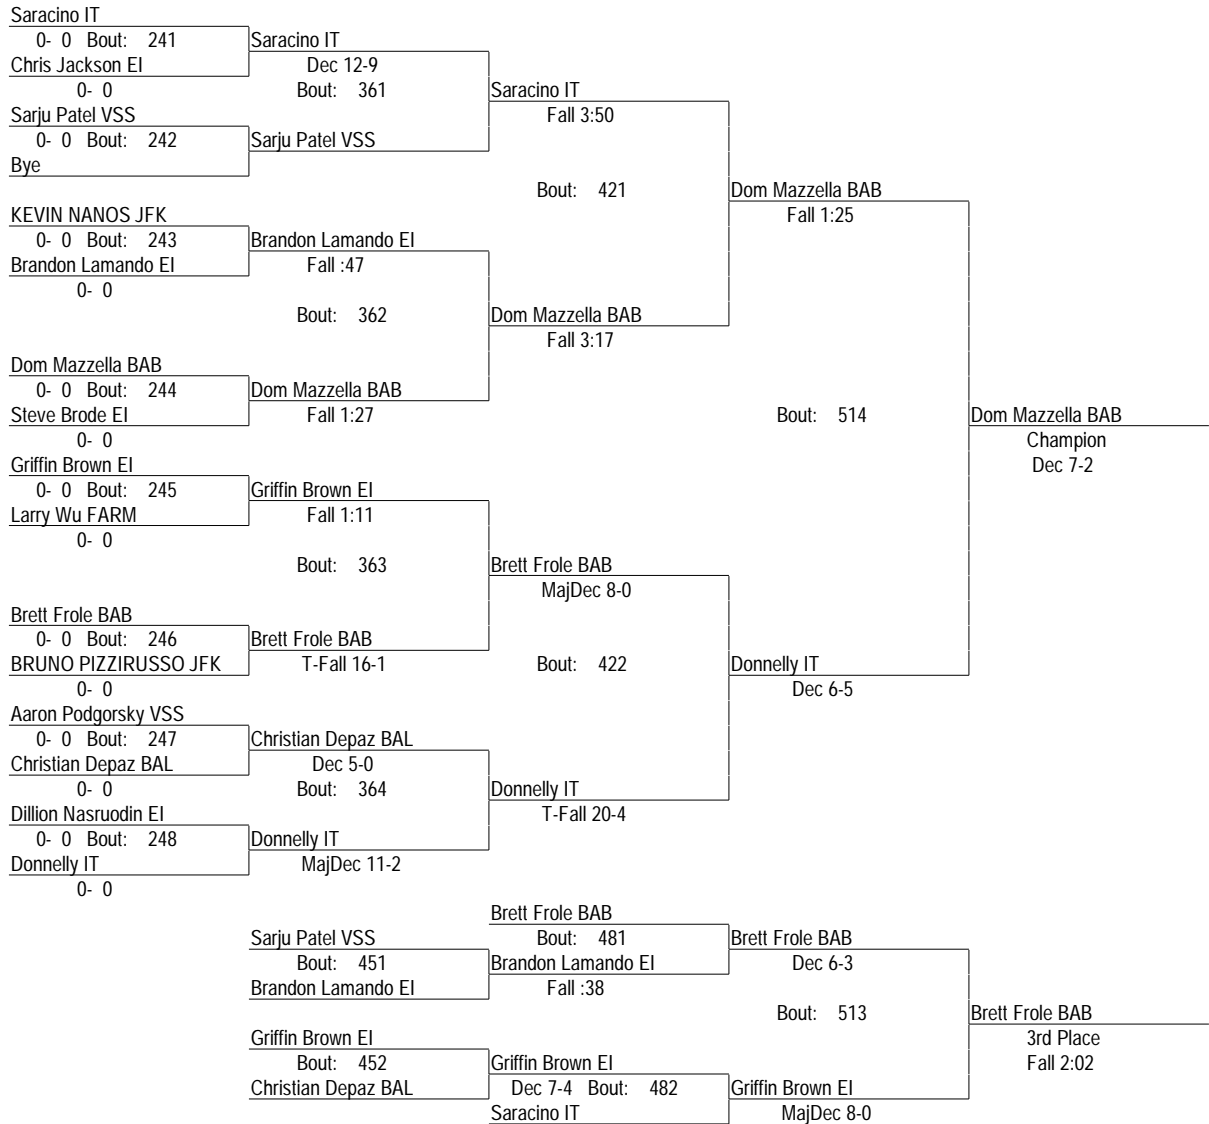 Saracino IT
0- 0 Bout: 241 Saracino IT
Chris Jackson EI Dec 12-9
0- 0 Bout: 361 Saracino IT
Sarju Patel VSS Fall 3:50
0- 0 Bout: 242 Sarju Patel VSS
Bye
Bout: 421 Dom Mazzella BAB
KEVIN NANOS JFK Fall 1:25
0- 0 Bout: 243 Brandon Lamando EI
Brandon Lamando EI Fall :47
0- 0
Bout: 362 Dom Mazzella BAB
Fall 3:17
Dom Mazzella BAB
0- 0 Bout: 244 Dom Mazzella BAB
Steve Brode EI Fall 1:27 Bout: 514 Dom Mazzella BAB
0- 0 Champion
Griffin Brown EI Dec 7-2
0- 0 Bout: 245 Griffin Brown EI
Larry Wu FARM Fall 1:11
0- 0
Bout: 363 Brett Frole BAB
MajDec 8-0
Brett Frole BAB
0- 0 Bout: 246 Brett Frole BAB
BRUNO PIZZIRUSSO JFK T-Fall 16-1 Bout: 422 Donnelly IT
0- 0 Dec 6-5
Aaron Podgorsky VSS
0- 0 Bout: 247 Christian Depaz BAL
Christian Depaz BAL Dec 5-0
0- 0 Bout: 364 Donnelly IT
Dillion Nasruodin EI T-Fall 20-4
0- 0 Bout: 248 Donnelly IT
Donnelly IT MajDec 11-2
0- 0
Brett Frole BAB
Sarju Patel VSS Bout: 481 Brett Frole BAB
Bout: 451 Brandon Lamando EI Dec 6-3
Brandon Lamando EI Fall :38
Bout: 513 Brett Frole BAB
Griffin Brown EI 3rd Place
Bout: 452 Griffin Brown EI Fall 2:02
Christian Depaz BAL Dec 7-4 Bout: 482 Griffin Brown EI
Saracino IT MajDec 8-0